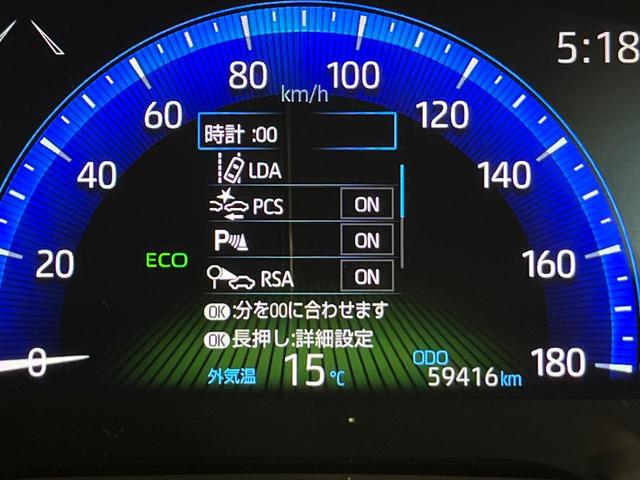 5:18
80 100
km/h
60 120
時計 :00
LDA
40 140
PCS ON
P ON
ECO
20 160
RSA ON
OK :分を00に合わせます
OK 長押し:詳細設定
0 180
外気温 15℃
ODO
59416km